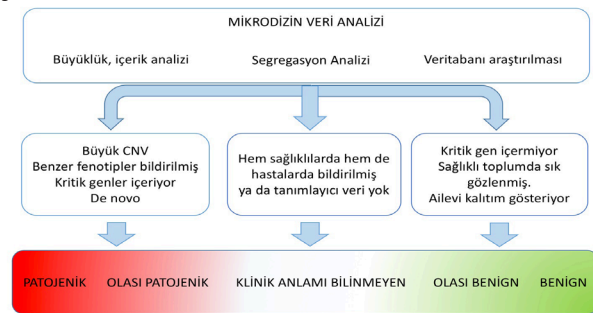 MİKRODİZİN VERİ ANALİZİ
Büyüklük, içerik analizi
Segregasyon Analizi
Veritabanı araştırılması
Büyük CNV
Benzer fenotipler bildirilmiş
Kritik genler içeriyor
De novo
Hem sağlıklılarda hem de
hastalarda bildirilmiş
ya da tanımlayıcı veri yok
Kritik gen içermiyor
Sağlıklı toplumda sık
gözlenmiş.
Ailevi kalıtım gösteriyor
PATOJENİK
OLASI PATOJENİK
KLİNİK ANLAMI BİLİNMEYEN
OLASI BENİGN
BENİGN